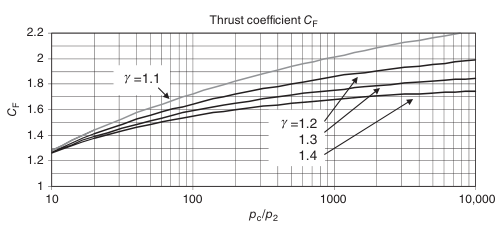 Thrust coefficient CF
2.2
2
1.8
1.6
1.4
1.2
1
CF
γ = 1.1
γ = 1.2
1.3
1.4
10
100
1000
10,000
pc/p2